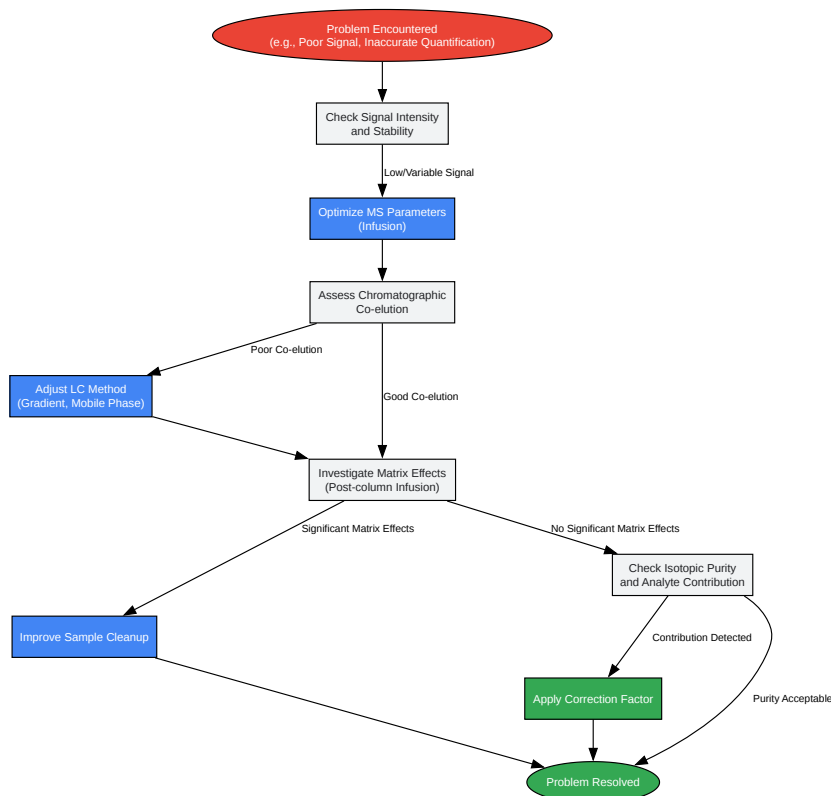 Problem Encountered
(e.g., Poor Signal, Inaccurate Quantification)
Check Signal Intensity
and Stability
Low/Variable Signal
Optimize MS Parameters
(Infusion)
Assess Chromatographic
Co-elution
Poor Co-elution
Adjust LC Method
(Gradient, Mobile Phase)
Good Co-elution
Investigate Matrix Effects
(Post-column Infusion)
Significant Matrix Effects
No Significant Matrix Effects
Check Isotopic Purity
and Analyte Contribution
Improve Sample Cleanup
Contribution Detected
Apply Correction Factor
Purity Acceptable
Problem Resolved